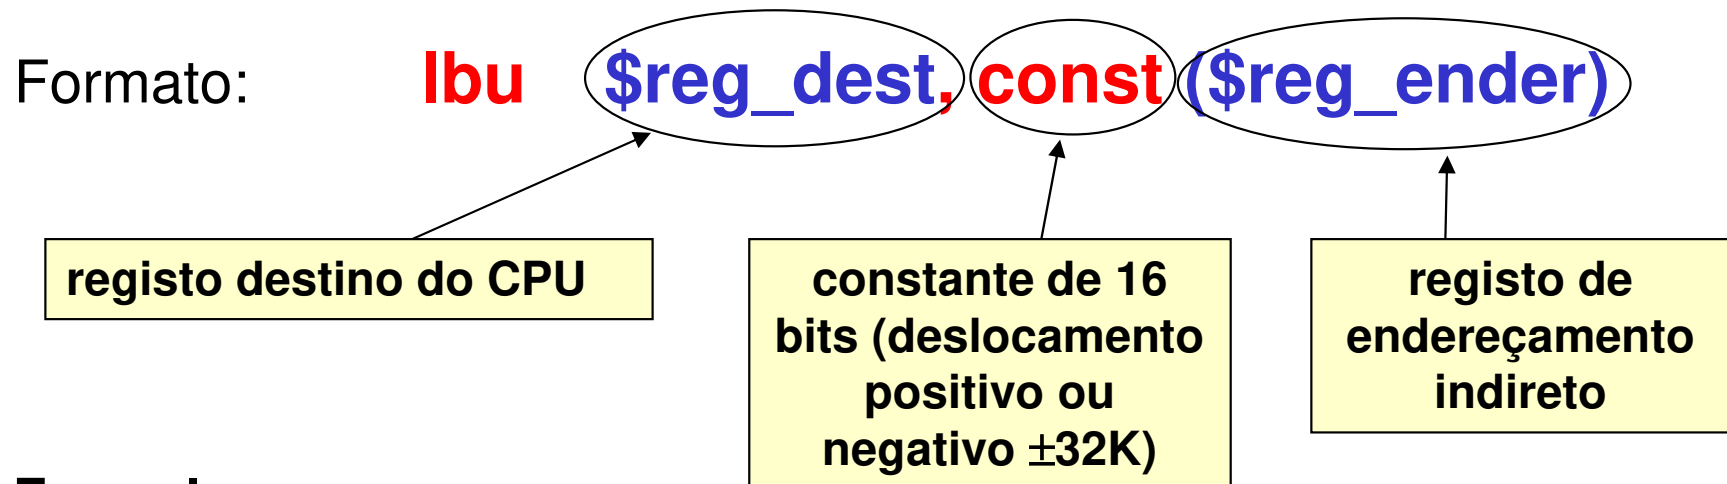 Formato: lbu $reg_dest, const ($reg_ender)
registo destino do CPU
constante de 16
bits (deslocamento
positivo ou
negativo ±32K)
registo de
endereçamento
indireto